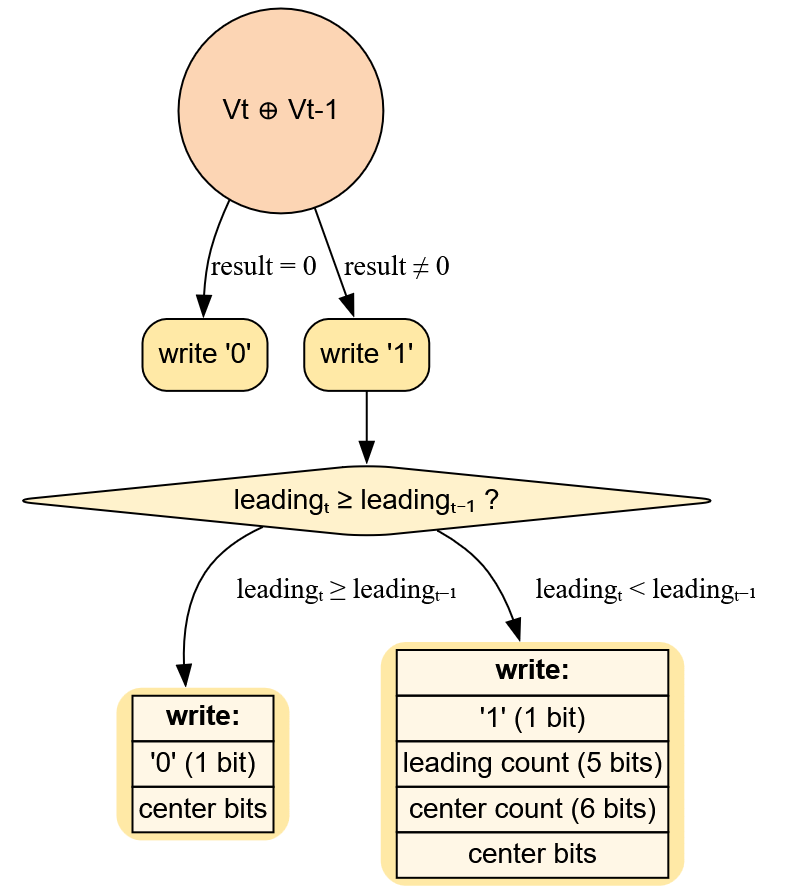 Vt ⊕ Vt-1
result = 0
result ≠ 0
write '0'
write '1'
leadingₜ ≥ leadingₜ₋₁ ?
leadingₜ ≥ leadingₜ₋₁
leadingₜ < leadingₜ₋₁
write:
'0' (1 bit)
center bits
write:
'1' (1 bit)
leading count (5 bits)
center count (6 bits)
center bits